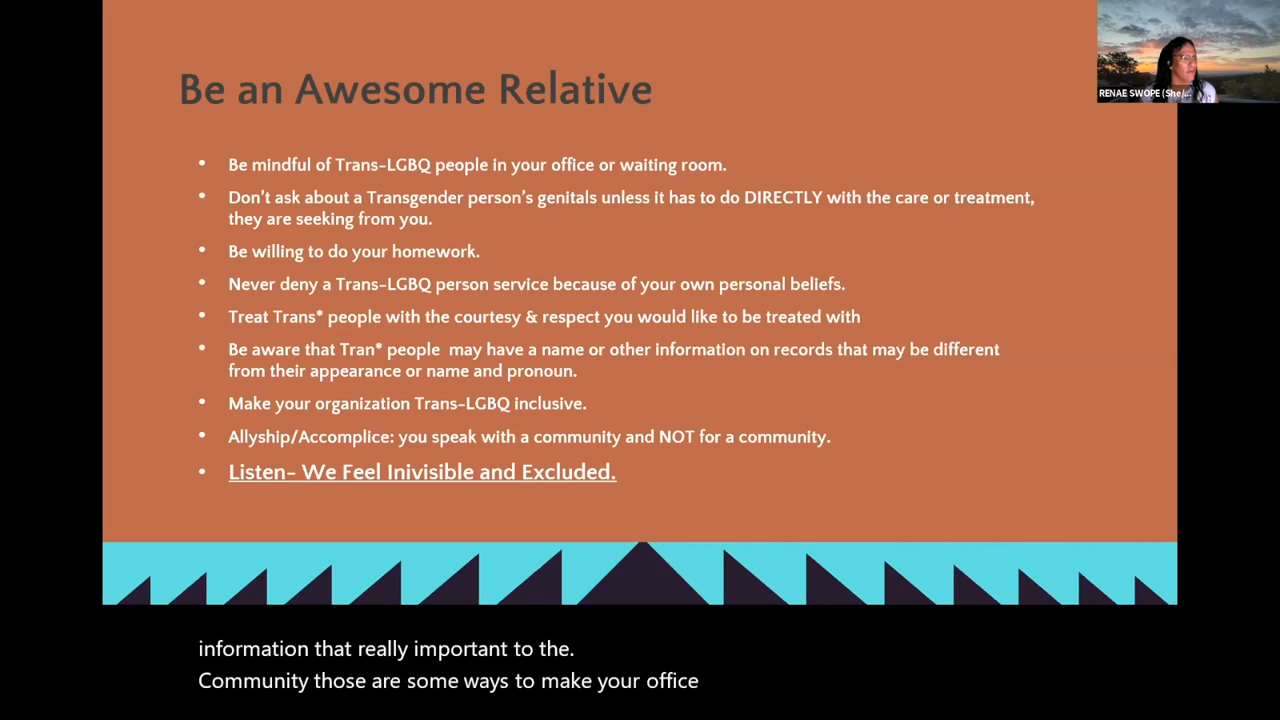 Be an Awesome Relative
RENAE SWOPE (She/...
• Be mindful of Trans-LGBQ people in your office or waiting room.
• Don't ask about a Transgender person's genitals unless it has to do DIRECTLY with the care or treatment,
they are seeking from you.
• Be willing to do your homework.
• Never deny a Trans-LGBQ person service because of your own personal beliefs.
• Treat Trans* people with the courtesy & respect you would like to be treated with
• Be aware that Tran* people  may have a name or other information on records that may be different
from their appearance or name and pronoun.
• Make your organization Trans-LGBQ inclusive.
• Allyship/Accomplice: you speak with a community and NOT for a community.
• Listen- We Feel Inivisible and Excluded.
information that really important to the.
Community those are some ways to make your office